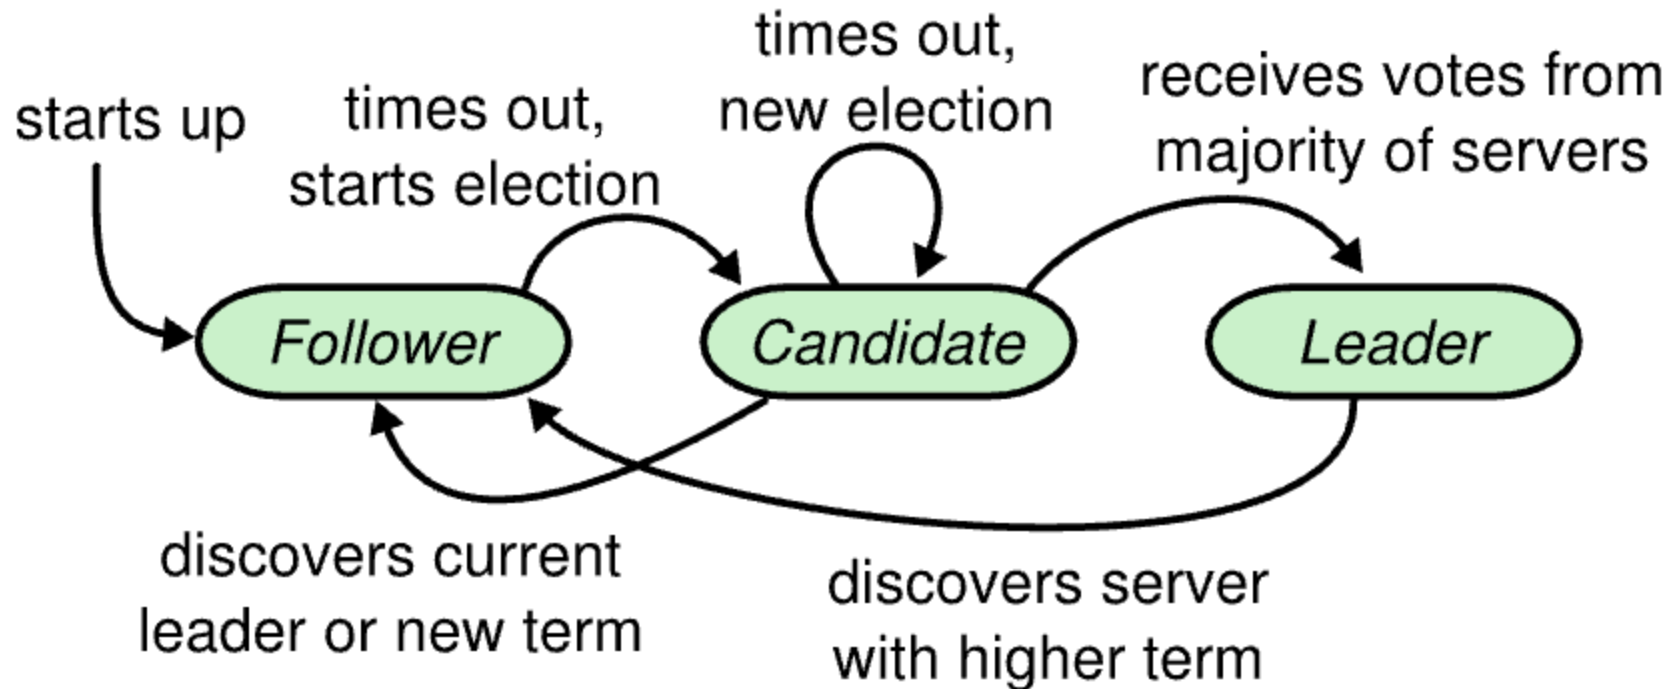 starts up
times out,
starts election
times out,
new election
receives votes from
majority of servers
Follower
Candidate
Leader
discovers current
leader or new term
discovers server
with higher term